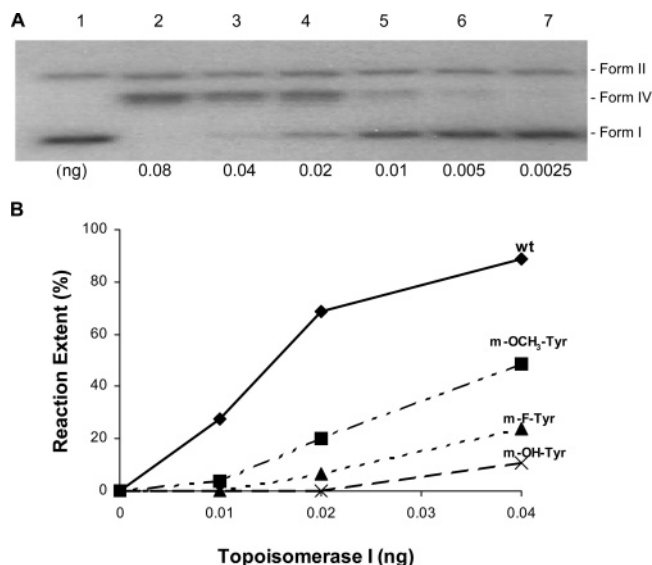 A 1 2 3 4 5 6 7
- Form II
- Form IV
- Form I
(ng) 0.08 0.04 0.02 0.01 0.005 0.0025
B
100
80
60
40
20
0
Reaction Extent (%)
wt
m-OCH₃-Tyr
m-F-Tyr
m-OH-Tyr
0 0.01 0.02 0.03 0.04
Topoisomerase I (ng)